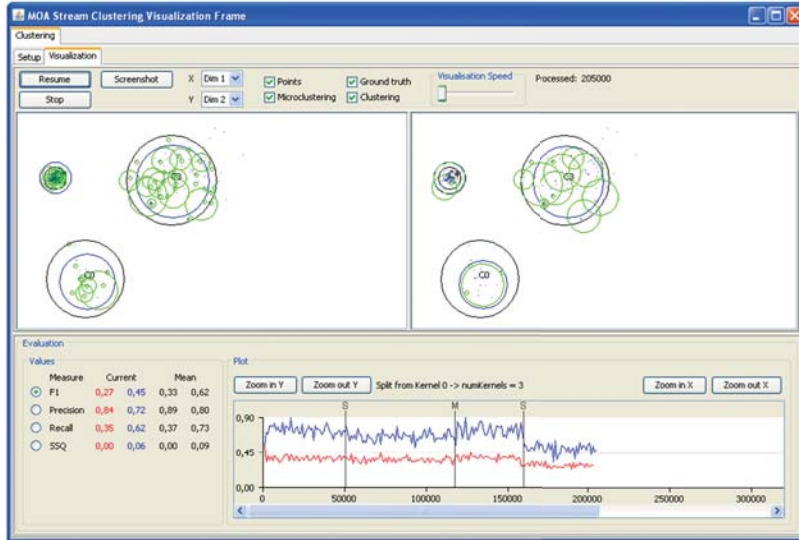 MOA Stream Clustering Visualization Frame
Clustering
Setup Visualization
Resume Screenshot X Dim 1 Points Ground truth Visualisation Speed Processed: 205000
Stop Y Dim 2 Microclustering Clustering
C0 C0
Evaluation
Values Plot
Measure Current Mean
F1 0,27 0,45 0,33 0,62
Precision 0,84 0,72 0,89 0,80
Recall 0,35 0,62 0,37 0,73
SSQ 0,00 0,06 0,00 0,09
Zoom in Y Zoom out Y Split from Kernel 0 -> numKernels = 3 Zoom in X Zoom out X
S M S
0,90
0,45
0,00
0 50000 100000 150000 200000 250000 300000